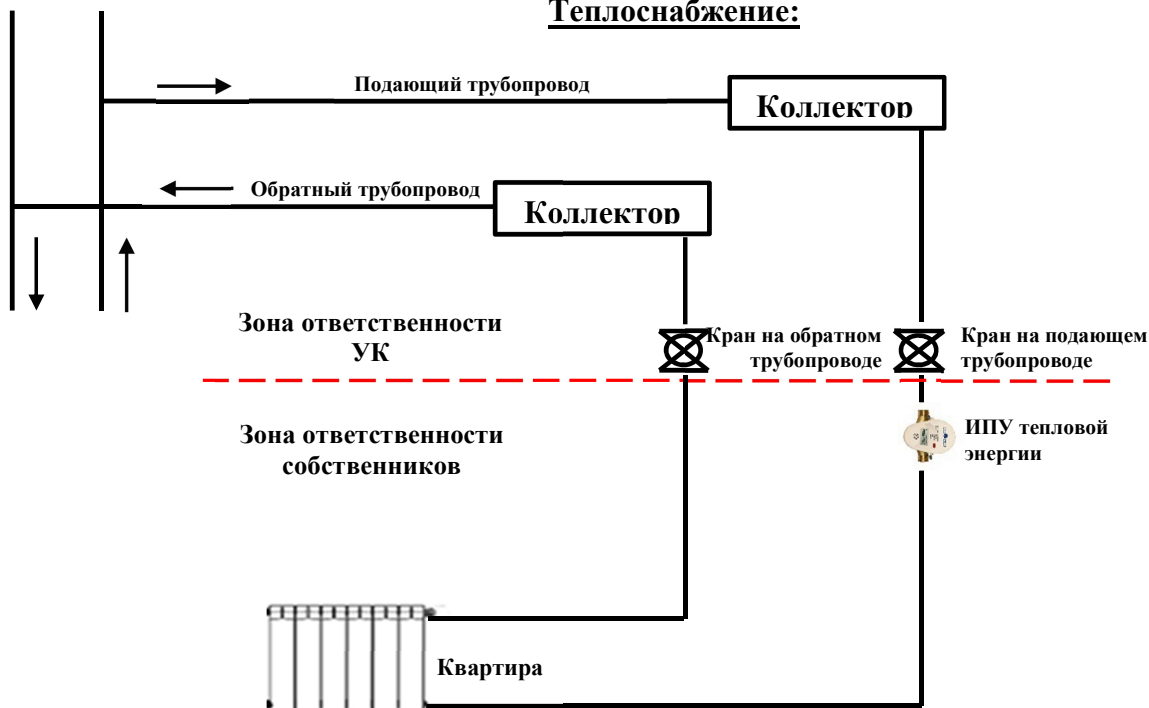 Теплоснабжение:
Подающий трубопровод
Коллектор
Обратный трубопровод
Коллектор
Зона ответственности
УК
Кран на обратном
трубопроводе
Кран на подающем
трубопроводе
Зона ответственности
собственников
ИПУ тепловой
энергии
Квартира